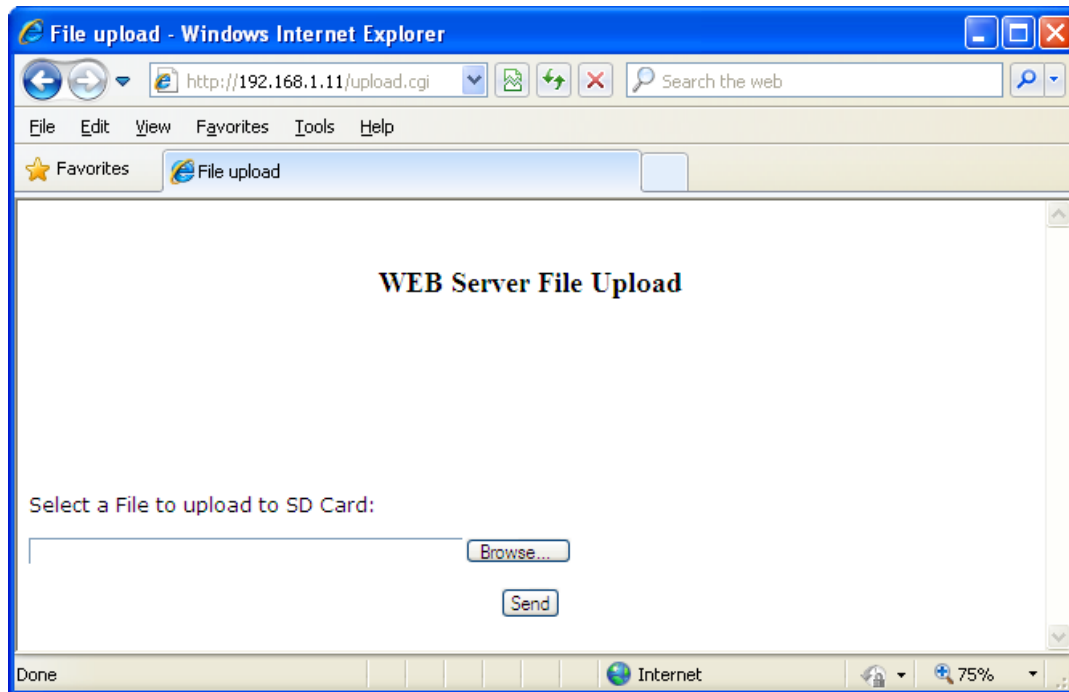 File upload - Windows Internet Explorer
http://192.168.1.11/upload.cgi Search the web
File Edit View Favorites Tools Help
Favorites File upload
WEB Server File Upload
Select a File to upload to SD Card:
Browse...
Send
Done Internet 75%